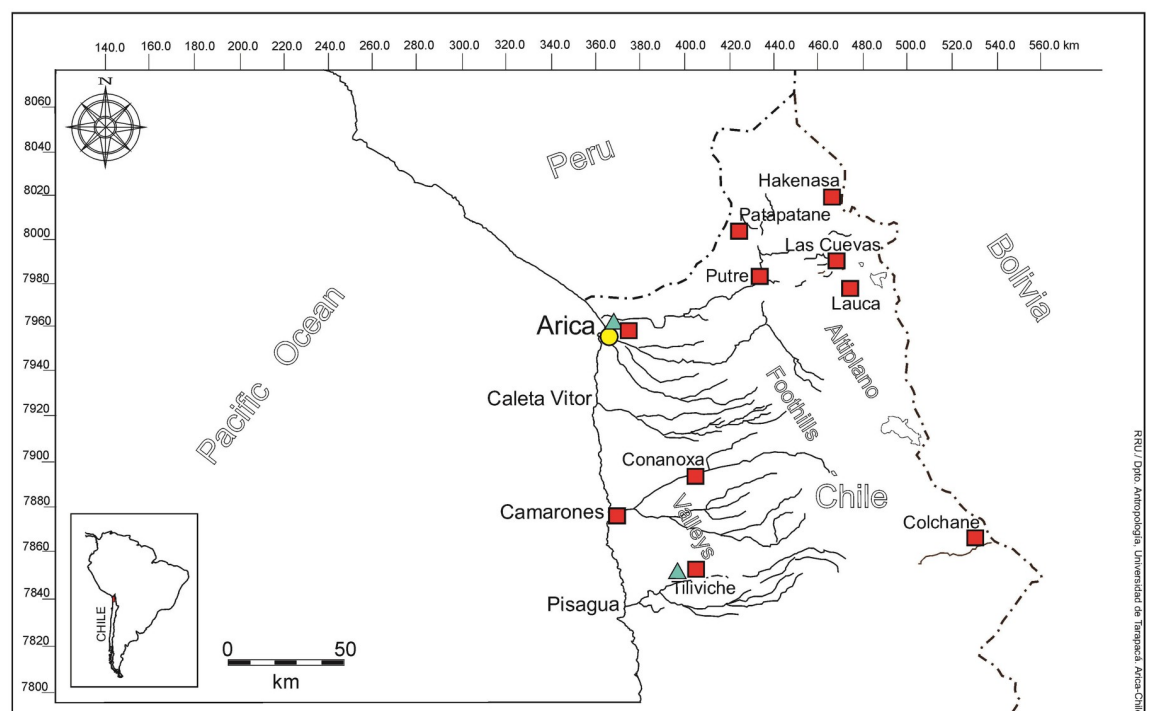 140.0 160.0 180.0 200.0 220.0 240.0 260.0 280.0 300.0 320.0 340.0 360.0 380.0 400.0 440.0 460.0 480.0 500.0 520.0 540.0 560.0 km
N
8060
8040
8020
8000
7980
7960
7940
7920
7900
7880
7860
7840
7820
7800
Peru
Hakenasa
Patapatane
Las Cuevas
Putre
Lauca
Bolivia
Arica
Altiplano
Pacific Ocean
Caleta Vitor
Foothills
Conanoxa
Chile
Camarones
Valleys
Colchane
Tiliviche
Pisagua
CHILE
0 50
km
RRU / Dpto. Antropología, Universidad de Tarapacá. Arica-Chile